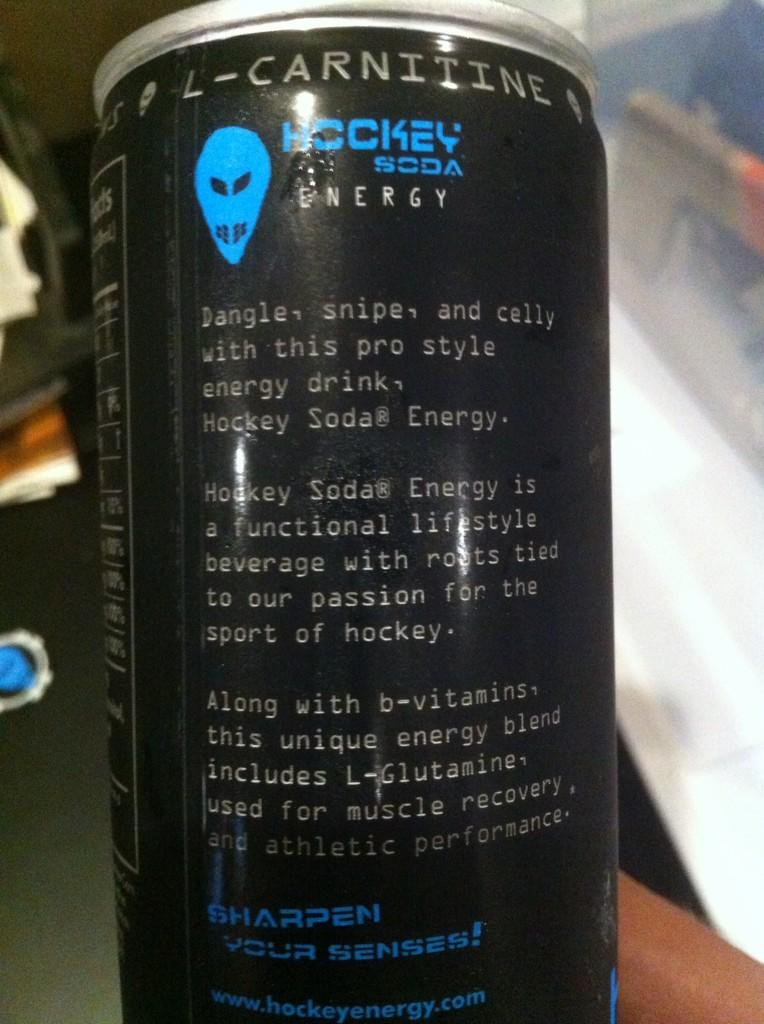 L-CARNITINE
HOCKEY
SODA
ENERGY
Dangle, snipe, and celly
with this pro style
energy drink,
Hockey Soda® Energy.
Hockey Soda® Energy is
a functional lifestyle
beverage with roots tied
to our passion for the
sport of hockey.
Along with b-vitamins,
this unique energy blend
includes L-Glutamine,
used for muscle recovery,
and athletic performance.
SHARPEN
YOUR SENSES!
www.hockeyenergy.com